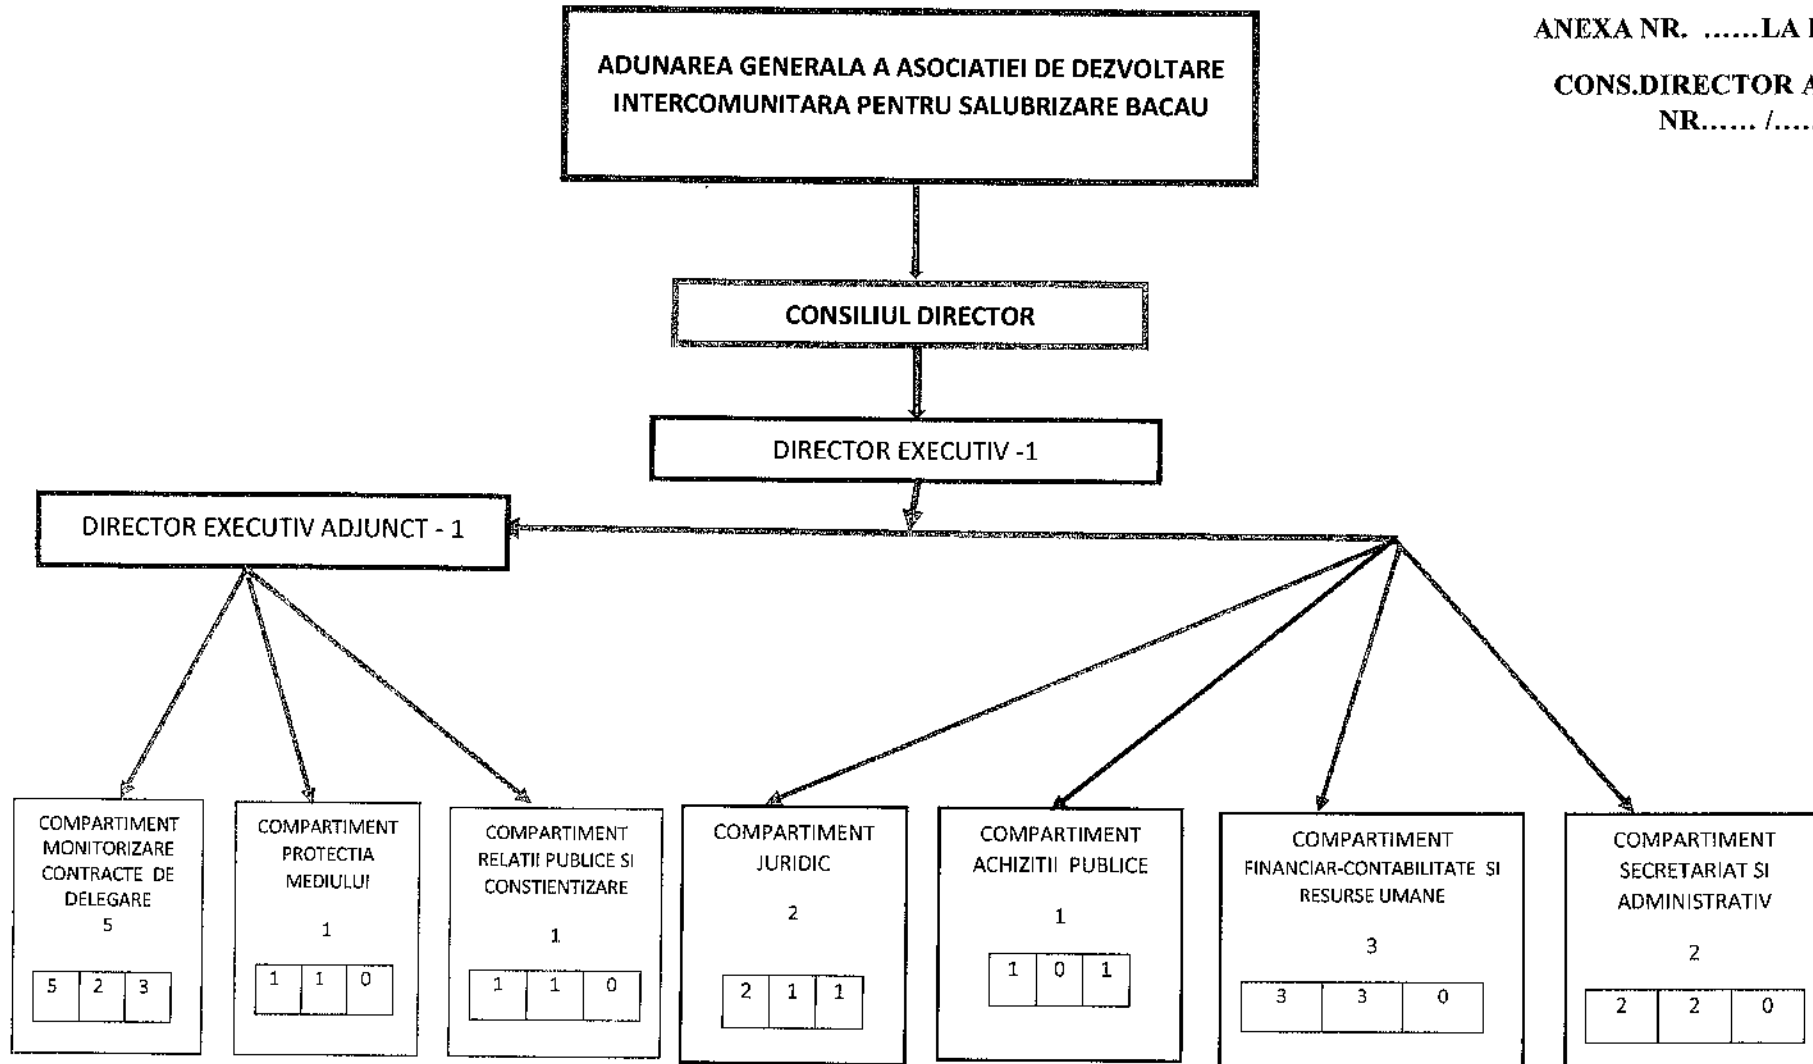 ANEXA NR. ......LA
CONS.DIRECTOR
NR...... /.....
ADUNAREA GENERALA A ASOCIATIEI DE DEZVOLTARE
INTERCOMUNITARA PENTRU SALUBRIZARE BACAU
CONSILIUL DIRECTOR
DIRECTOR EXECUTIV -1
DIRECTOR EXECUTIV ADJUNCT - 1
COMPARTIMENT
MONITORIZARE
CONTRACTE DE
DELEGARE
5
5 2 3
COMPARTIMENT
PROTECTIA
MEDIULUI
1
1 1 0
COMPARTIMENT
RELATII PUBLICE SI
CONSTIENTIZARE
1
1 1 0
COMPARTIMENT
JURIDIC
2
2 1 1
COMPARTIMENT
ACHIZITII PUBLICE
1
1 0 1
COMPARTIMENT
FINANCIAR-CONTABILITATE SI
RESURSE UMANE
3
3 3 0
COMPARTIMENT
SECRETARIAT SI
ADMINISTRATIV
2
2 2 0